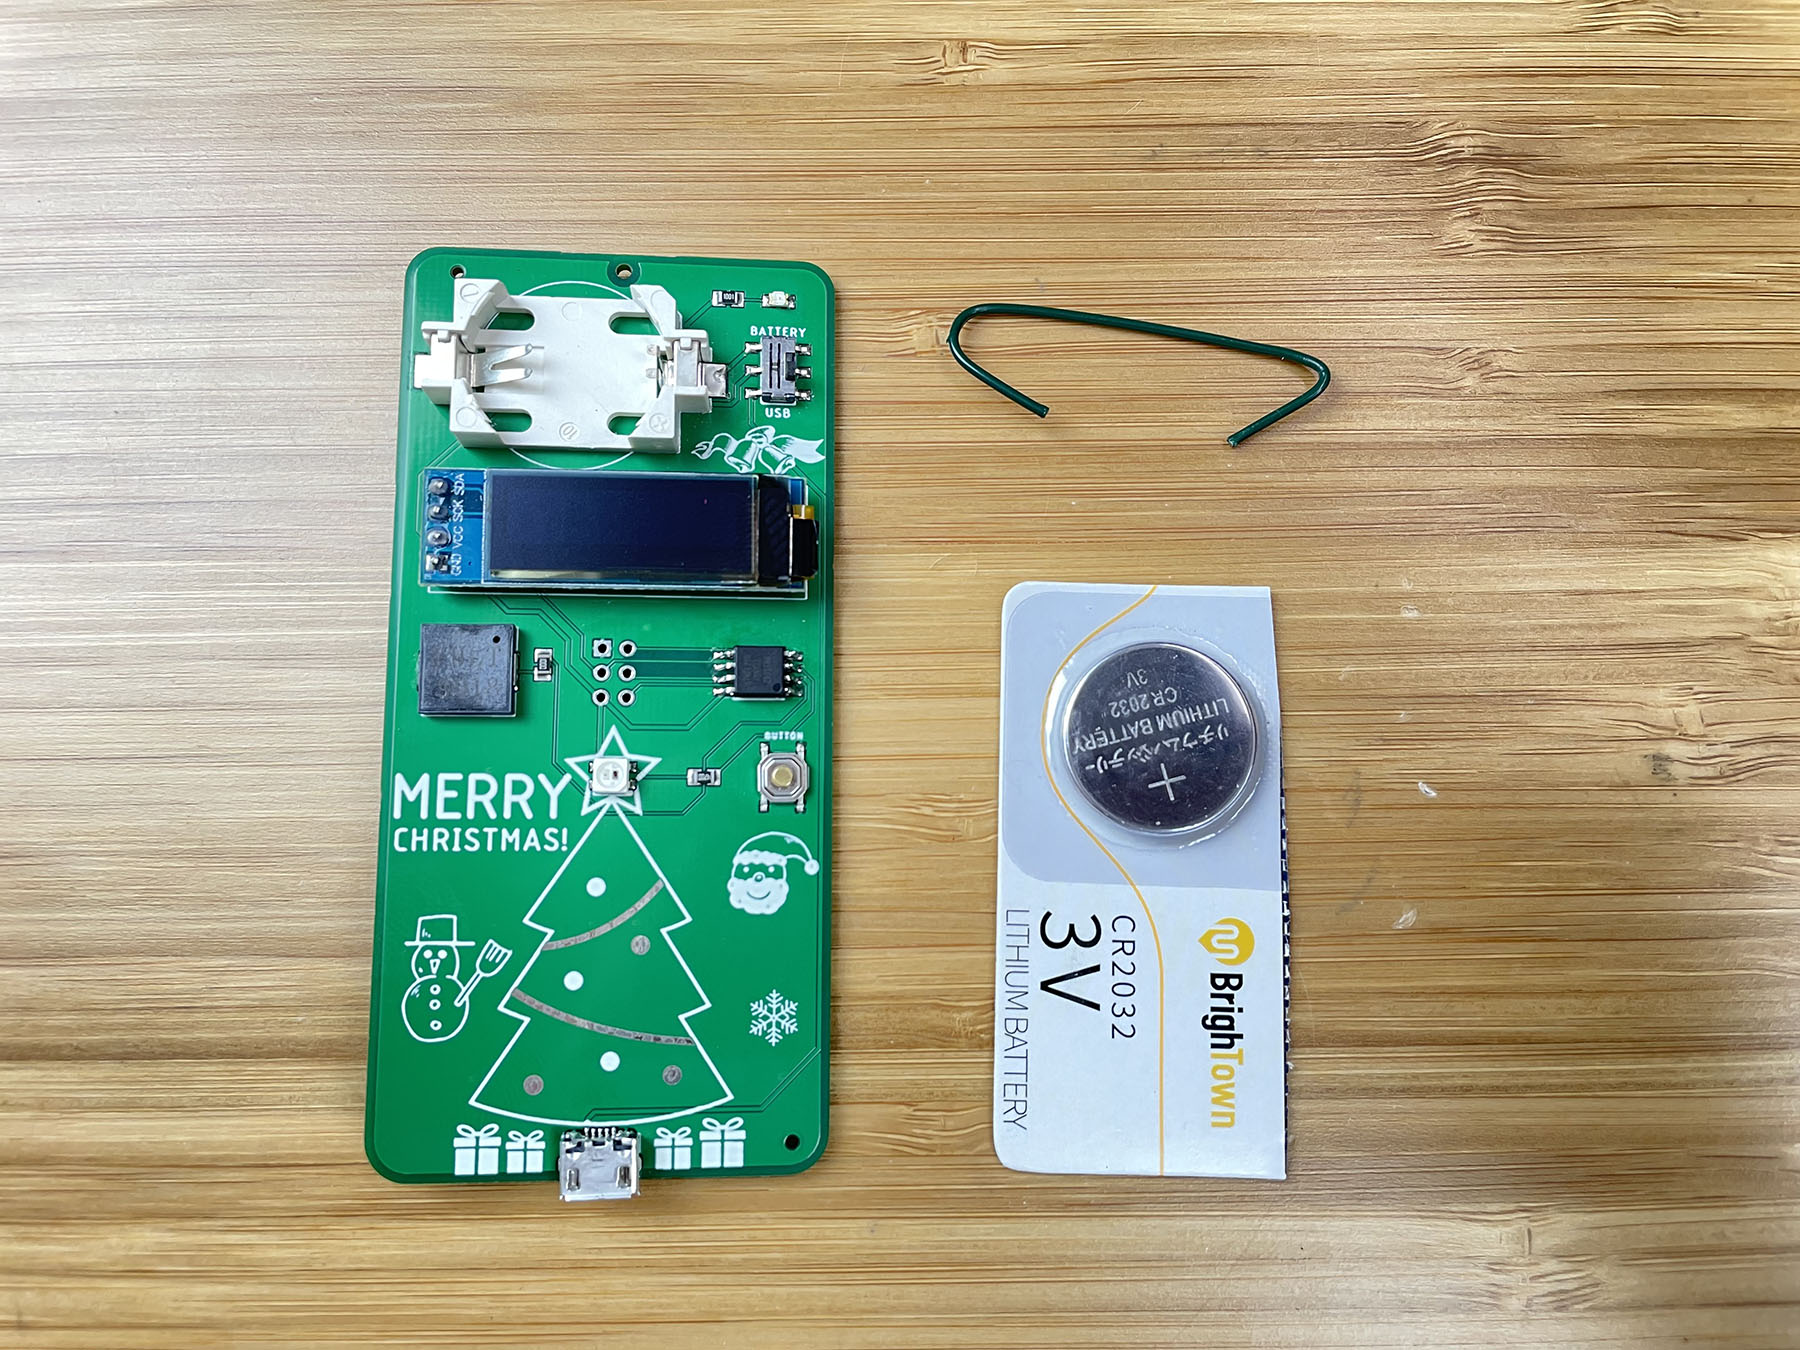 BATTERY
USB
SDA
SCK
VCC
GND
BUTTON
MERRY
CHRISTMAS!
3V
CR2032
LITHIUM BATTERY
リチウムバッテリー
+
BrighTown
CR2032
3V
LITHIUM BATTERY